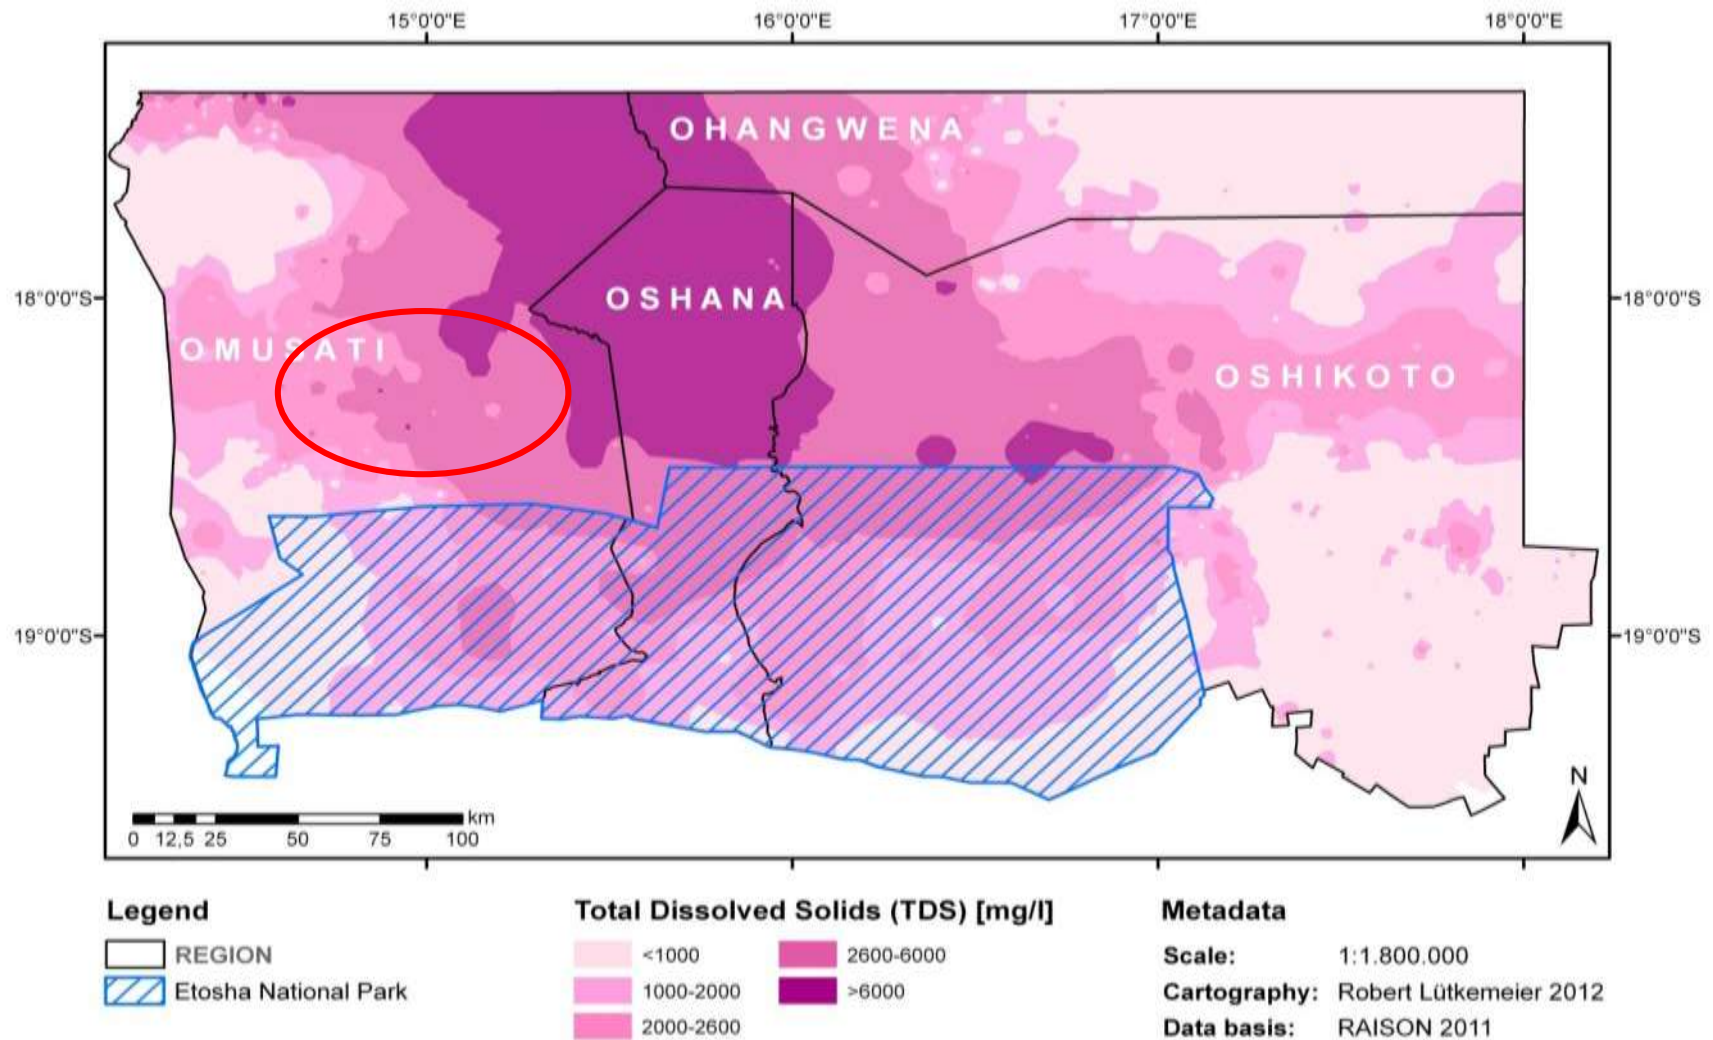 15°0'0"E 16°0'0"E 17°0'0"E 18°0'0"E
OHANGWENA
18°0'0"S OSHANA 18°0'0"S
OMUSATI OSHIKOTO
19°0'0"S 19°0'0"S
N
km
0 12,5 25 50 75 100
Legend
REGION
Etosha National Park
Total Dissolved Solids (TDS) [mg/l]
<1000
1000-2000
2000-2600
2600-6000
>6000
Metadata
Scale: 1:1.800.000
Cartography: Robert Lütkemeier 2012
Data basis: RAISON 2011